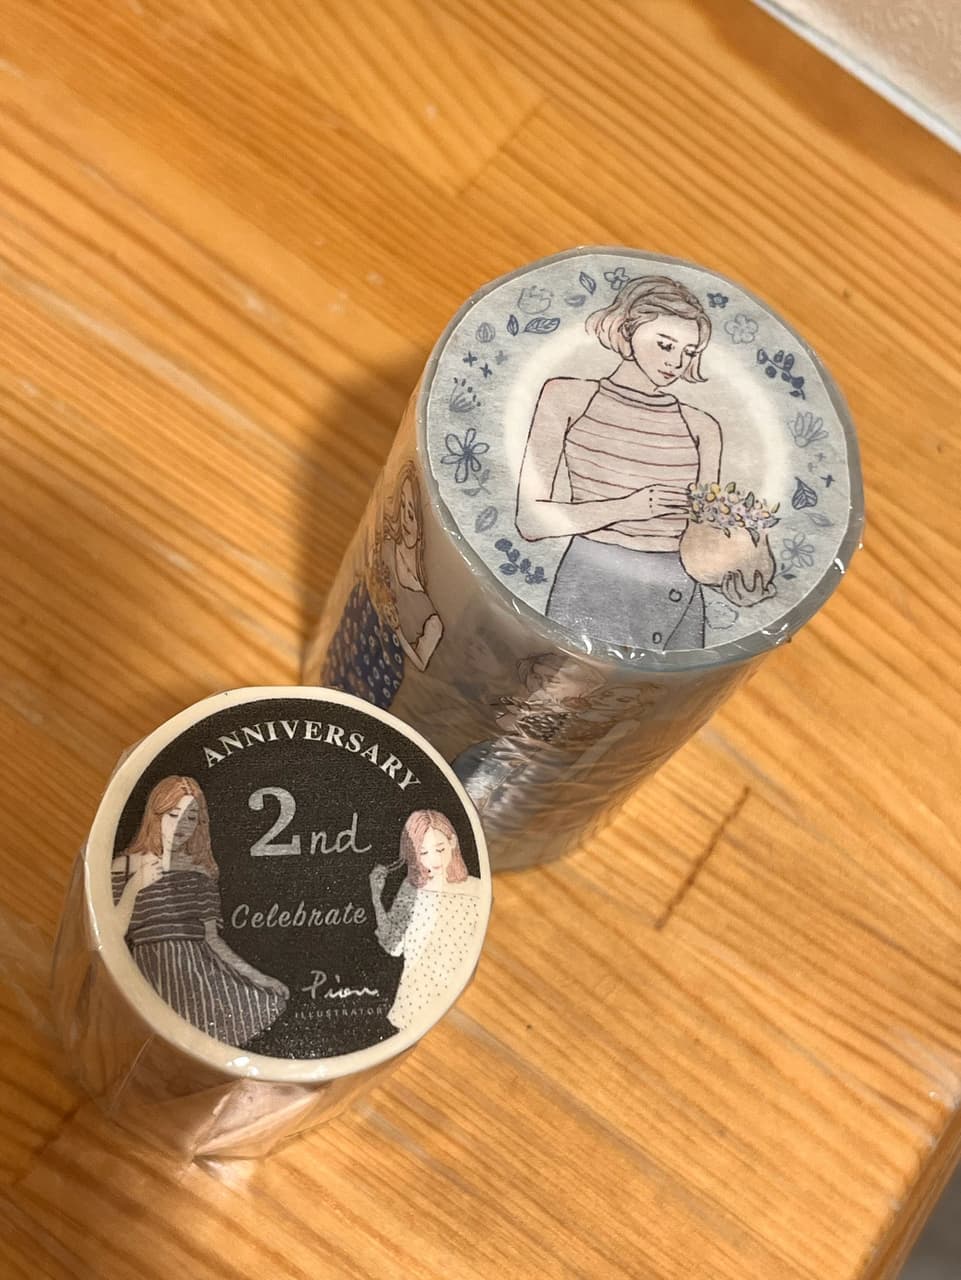 ANNIVERSARY
2nd
Celebrate
Pion
ILLUSTRATOR